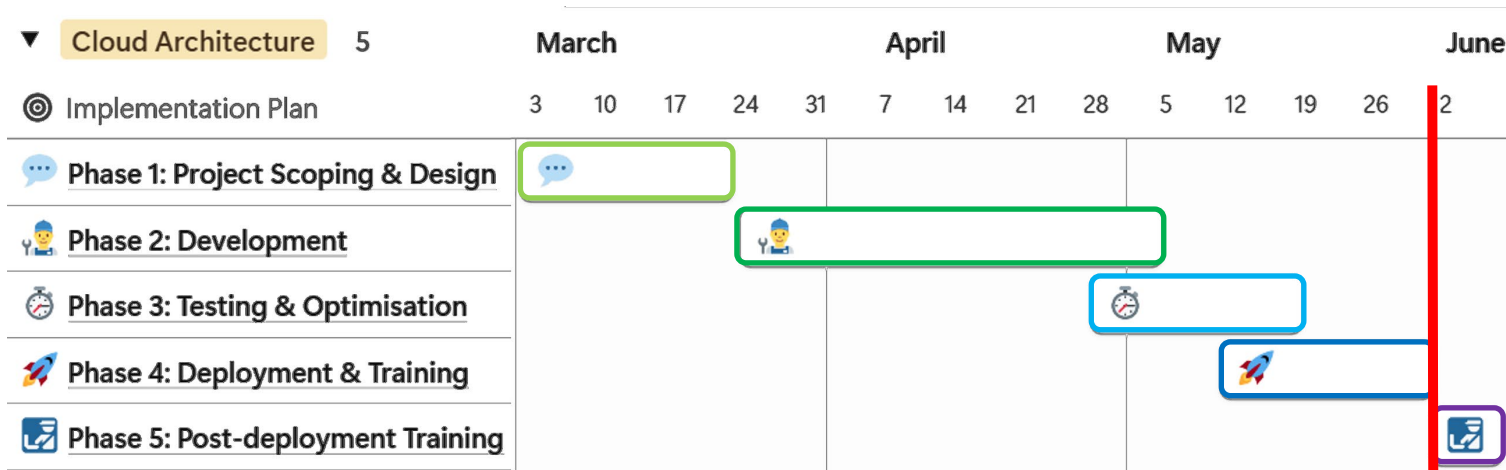 Cloud Architecture 5 March April May June
Implementation Plan 3 10 17 24 31 7 14 21 28 5 12 19 26 2
Phase 1: Project Scoping & Design
Phase 2: Development
Phase 3: Testing & Optimisation
Phase 4: Deployment & Training
Phase 5: Post-deployment Training